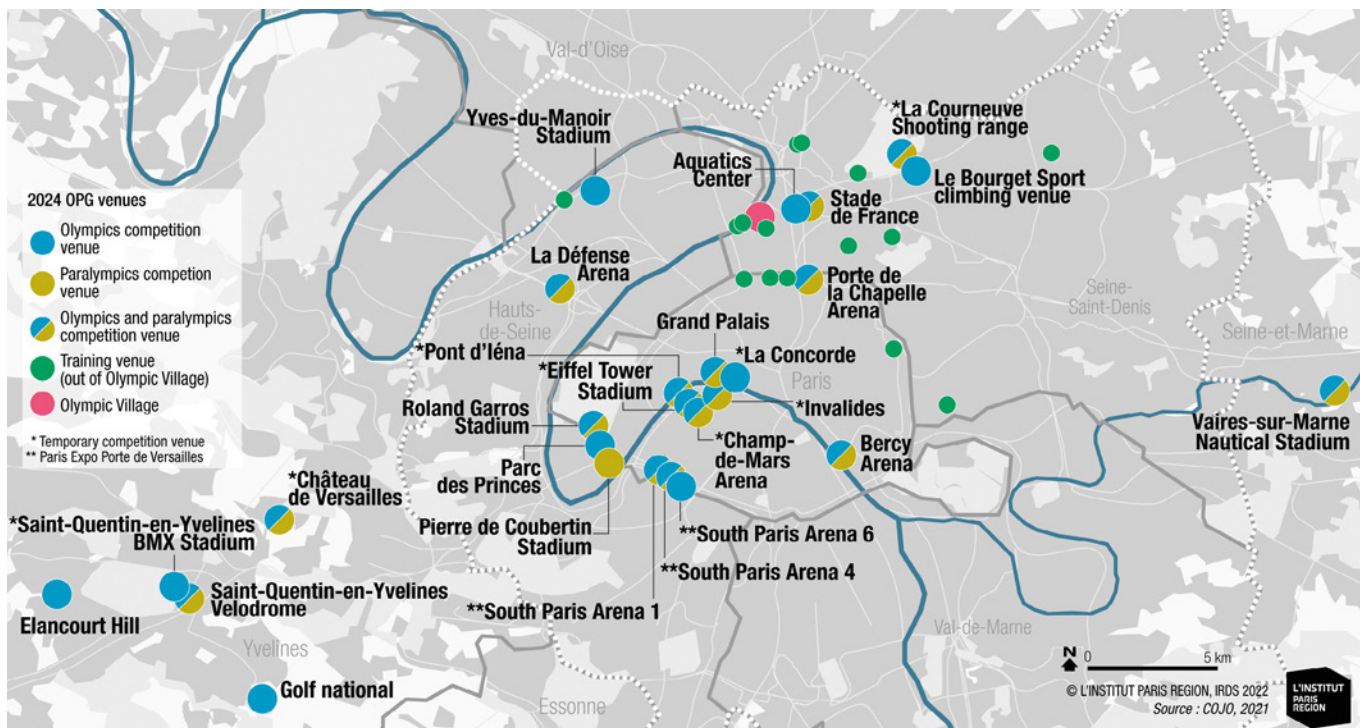 Val-d'Oise
Yves-du-Manoir
Stadium
*La Courneuve
Shooting range
Aquatics
Center
Le Bourget Sport
climbing venue
Stade
de France
2024 OPG venues
Olympics competition
venue
Paralympics competion
venue
Olympics and paralympics
competition venue
Training venue
(out of Olympic Village)
Olympic Village
* Temporary competition venue
** Paris Expo Porte de Versailles
La Défense
Arena
Hauts-
de-Seine
Porte de
la Chapelle
Arena
Seine-
Saint-Denis
Seine-et-Marne
Grand Palais
*Pont d'Iéna
*La Concorde
*Eiffel Tower
Stadium
Paris
*Invalides
Roland Garros
Stadium
*Champ-
de-Mars
Arena
Bercy
Arena
Vaires-sur-Marne
Nautical Stadium
Parc
des Princes
Pierre de Coubertin
Stadium
*Château
de Versailles
*Saint-Quentin-en-Yvelines
BMX Stadium
**South Paris Arena 6
**South Paris Arena 4
**South Paris Arena 1
Saint-Quentin-en-Yvelines
Velodrome
Elancourt Hill
Yvelines
Golf national
Essonne
Val-de-Marne
N
0 5 km
© L'INSTITUT PARIS REGION, IRDS 2022
Source : COJO, 2021
L'INSTITUT
PARIS
REGION